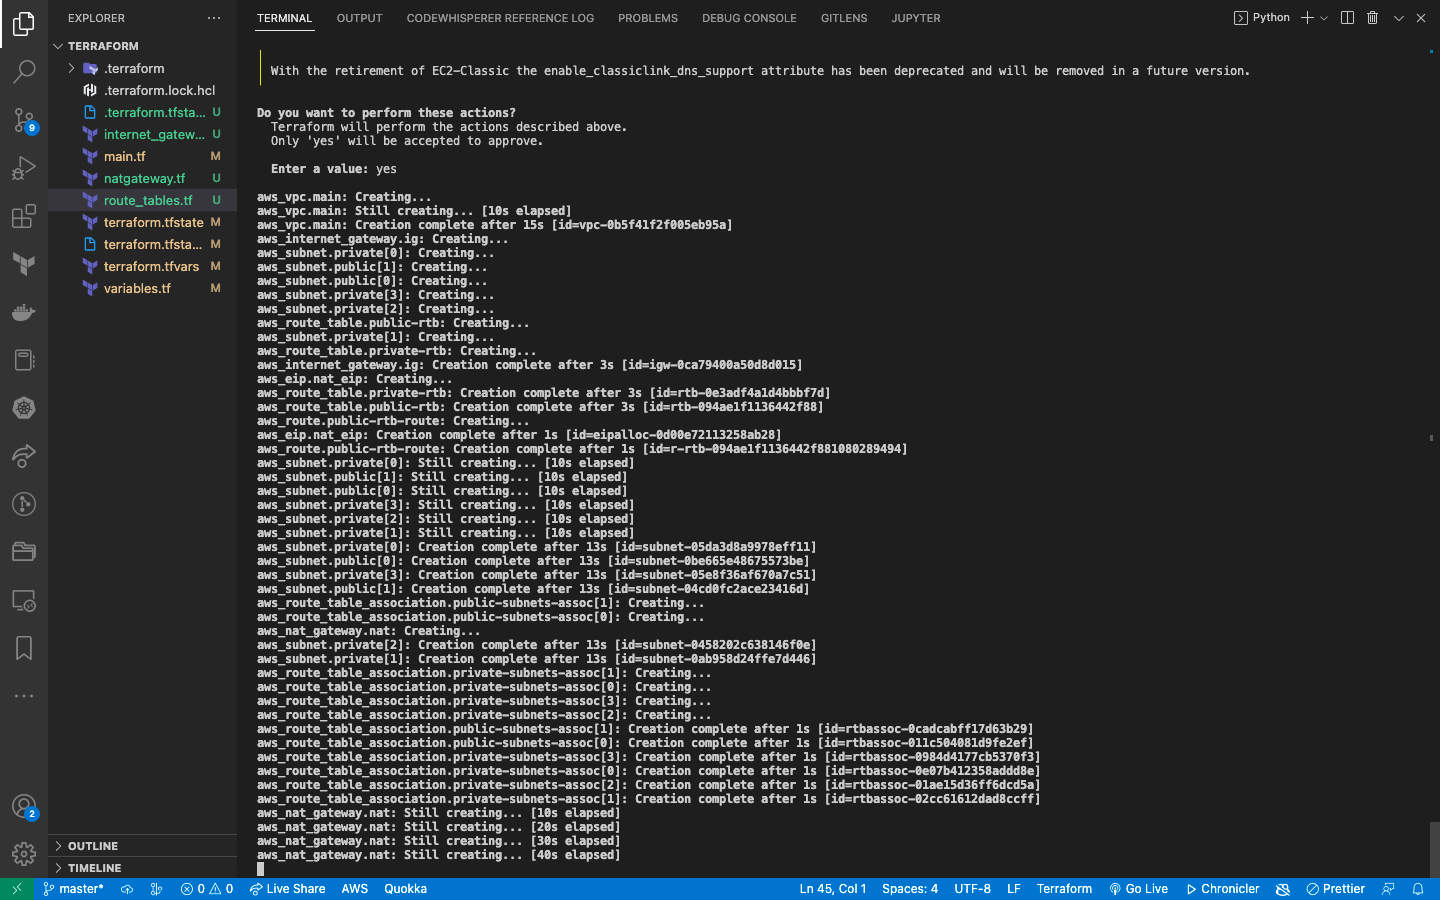 EXPLORER
TERRAFORM
.terraform
.terraform.lock.hcl
.terraform.tfsta... U
internet_gatew... U
main.tf M
natgateway.tf U
route_tables.tf U
terraform.tfstate M
terraform.tfsta... M
terraform.tfvars M
variables.tf M
OUTLINE
TIMELINE
9
2
TERMINAL OUTPUT CODEWHISPERER REFERENCE LOG PROBLEMS DEBUG CONSOLE GITLENS JUPYTER Python
With the retirement of EC2-Classic the enable_classiclink_dns_support attribute has been deprecated and will be removed in a future version.
Do you want to perform these actions?
Terraform will perform the actions described above.
Only 'yes' will be accepted to approve.
Enter a value: yes
aws_vpc.main: Creating...
aws_vpc.main: Still creating... [10s elapsed]
aws_vpc.main: Creation complete after 15s [id=vpc-0b5f41f2f005eb95a]
aws_internet_gateway.ig: Creating...
aws_subnet.private[0]: Creating...
aws_subnet.public[1]: Creating...
aws_subnet.public[0]: Creating...
aws_subnet.private[3]: Creating...
aws_subnet.private[2]: Creating...
aws_route_table.public-rtb: Creating...
aws_subnet.private[1]: Creating...
aws_route_table.private-rtb: Creating...
aws_internet_gateway.ig: Creation complete after 3s [id=igw-0ca79400a50d8d015]
aws_eip.nat_eip: Creating...
aws_route_table.private-rtb: Creation complete after 3s [id=rtb-0e3adf4a1d4bbbf7d]
aws_route_table.public-rtb: Creation complete after 3s [id=rtb-094ae1f1136442f88]
aws_route.public-rtb-route: Creating...
aws_eip.nat_eip: Creation complete after 1s [id=eipalloc-0d00e72113258ab28]
aws_route.public-rtb-route: Creation complete after 1s [id=r-rtb-094ae1f1136442f881080289494]
aws_subnet.private[0]: Still creating... [10s elapsed]
aws_subnet.public[1]: Still creating... [10s elapsed]
aws_subnet.public[0]: Still creating... [10s elapsed]
aws_subnet.private[3]: Still creating... [10s elapsed]
aws_subnet.private[2]: Still creating... [10s elapsed]
aws_subnet.private[1]: Still creating... [10s elapsed]
aws_subnet.private[0]: Creation complete after 13s [id=subnet-05da3d8a9978eff11]
aws_subnet.public[0]: Creation complete after 13s [id=subnet-0be665e48675573be]
aws_subnet.private[3]: Creation complete after 13s [id=subnet-05e8f36af670a7c51]
aws_subnet.public[1]: Creation complete after 13s [id=subnet-04cd0fc2ace23416d]
aws_route_table_association.public-subnets-assoc[1]: Creating...
aws_route_table_association.public-subnets-assoc[0]: Creating...
aws_nat_gateway.nat: Creating...
aws_subnet.private[2]: Creation complete after 13s [id=subnet-0458202c638146f0e]
aws_subnet.private[1]: Creation complete after 13s [id=subnet-0ab958d24ffe7d446]
aws_route_table_association.private-subnets-assoc[1]: Creating...
aws_route_table_association.private-subnets-assoc[0]: Creating...
aws_route_table_association.private-subnets-assoc[3]: Creating...
aws_route_table_association.private-subnets-assoc[2]: Creating...
aws_route_table_association.public-subnets-assoc[1]: Creation complete after 1s [id=rtbassoc-0cadcabff17d63b29]
aws_route_table_association.public-subnets-assoc[0]: Creation complete after 1s [id=rtbassoc-011c504081d9fe2ef]
aws_route_table_association.private-subnets-assoc[3]: Creation complete after 1s [id=rtbassoc-0984d4177cb5370f3]
aws_route_table_association.private-subnets-assoc[0]: Creation complete after 1s [id=rtbassoc-0e07b412358addd8e]
aws_route_table_association.private-subnets-assoc[2]: Creation complete after 1s [id=rtbassoc-01ae15d36ff6dcd5a]
aws_route_table_association.private-subnets-assoc[1]: Creation complete after 1s [id=rtbassoc-02cc61612dad8ccff]
aws_nat_gateway.nat: Still creating... [10s elapsed]
aws_nat_gateway.nat: Still creating... [20s elapsed]
aws_nat_gateway.nat: Still creating... [30s elapsed]
aws_nat_gateway.nat: Still creating... [40s elapsed]
master* 0 0 Live Share AWS Quokka Ln 45, Col 1 Spaces: 4 UTF-8 LF Terraform Go Live Chronicler Prettier